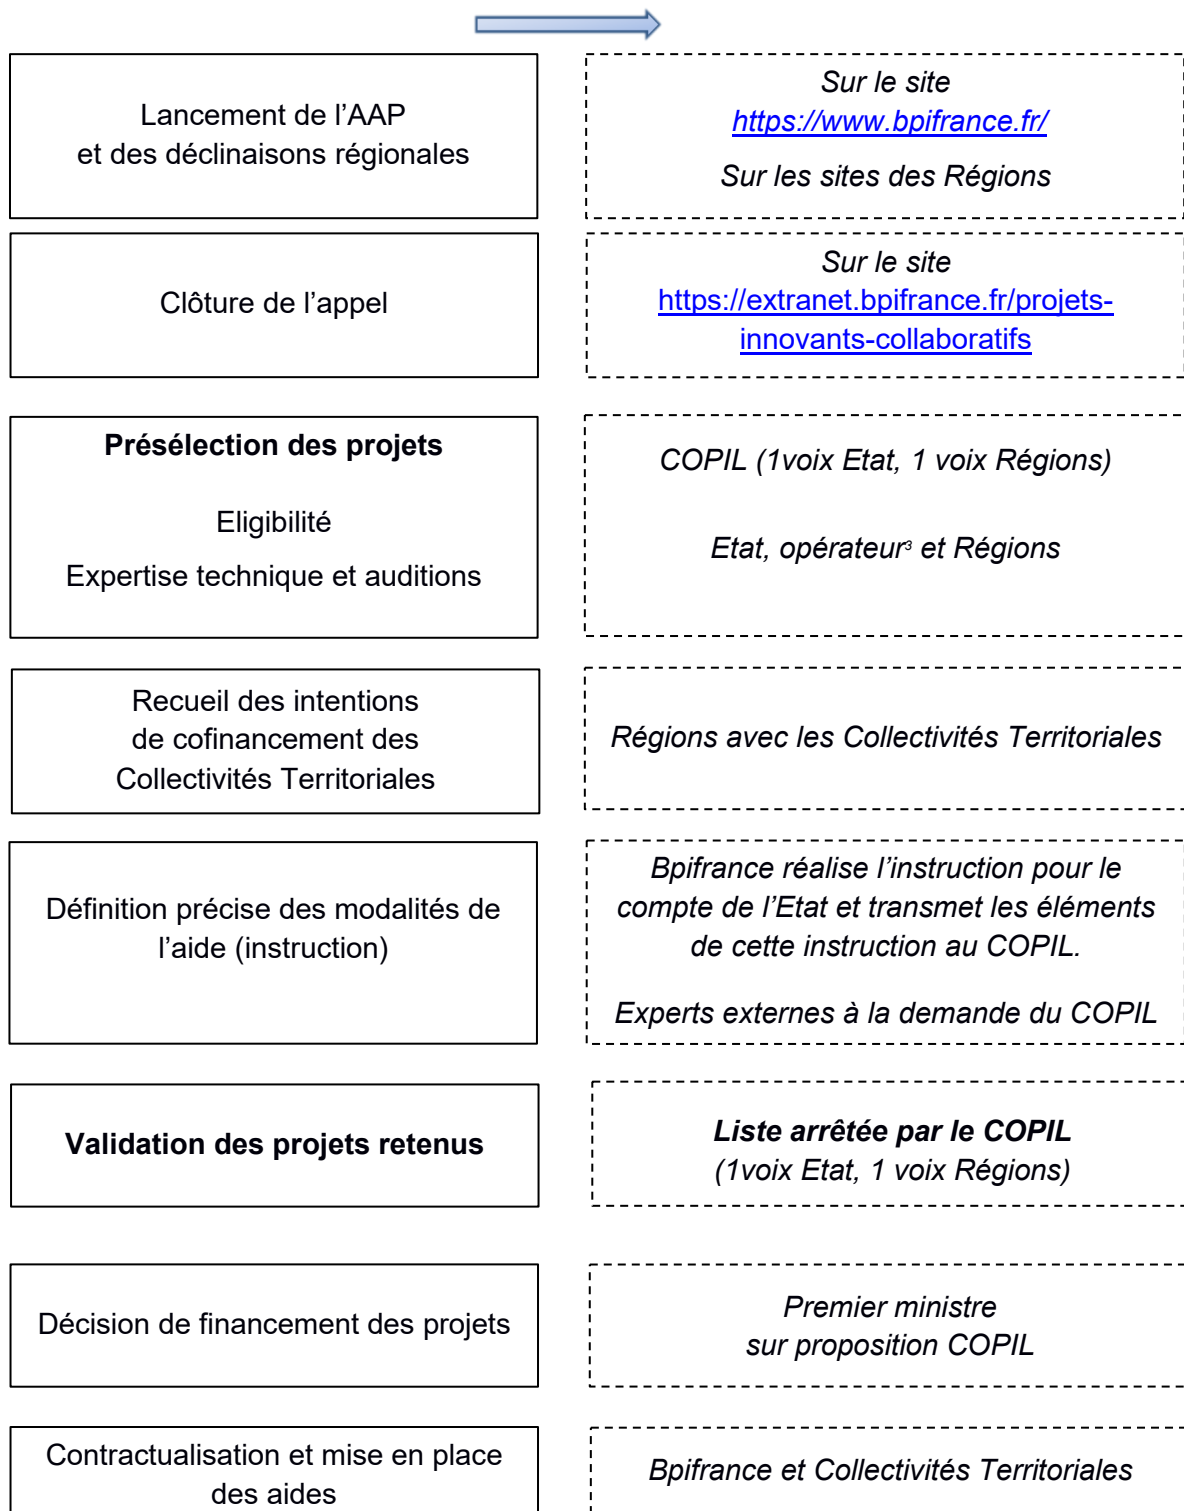 Lancement de l’AAP
et des déclinaisons régionales
Sur le site
https://www.bpifrance.fr/
Sur les sites des Régions
Clôture de l’appel
Sur le site
https://extranet.bpifrance.fr/projets-
innovants-collaboratifs
Présélection des projets
Eligibilité
Expertise technique et auditions
COPIL (1voix Etat, 1 voix Régions)
Etat, opérateur³ et Régions
Recueil des intentions
de cofinancement des
Collectivités Territoriales
Régions avec les Collectivités Territoriales
Définition précise des modalités de
l’aide (instruction)
Bpifrance réalise l’instruction pour le
compte de l’Etat et transmet les éléments
de cette instruction au COPIL.
Experts externes à la demande du COPIL
Validation des projets retenus
Liste arrêtée par le COPIL
(1voix Etat, 1 voix Régions)
Décision de financement des projets
Premier ministre
sur proposition COPIL
Contractualisation et mise en place
des aides
Bpifrance et Collectivités Territoriales